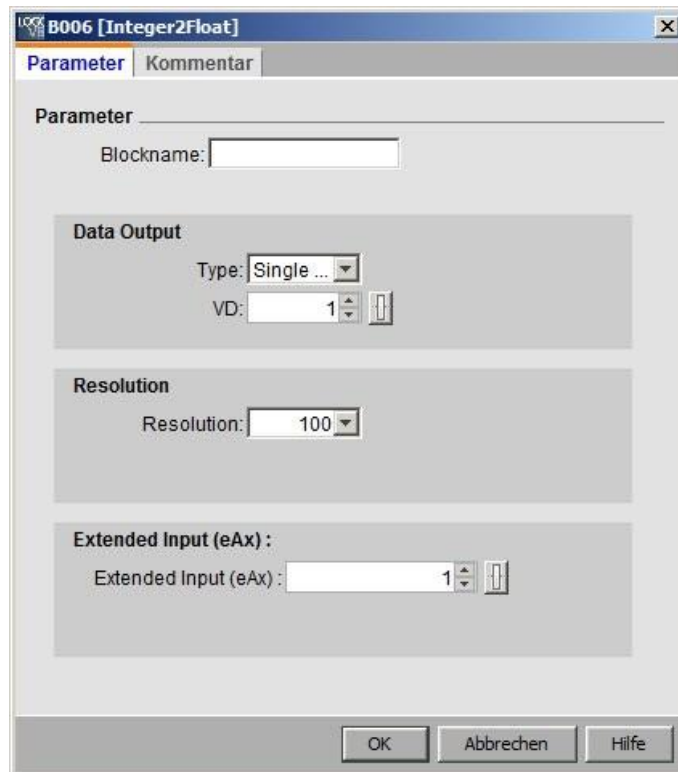 B006 [Integer2Float]
Parameter Kommentar
Parameter
Blockname:
Data Output
Type: Single ...
VD: 1
Resolution
Resolution: 100
Extended Input (eAx) :
Extended Input (eAx) : 1
OK Abbrechen Hilfe